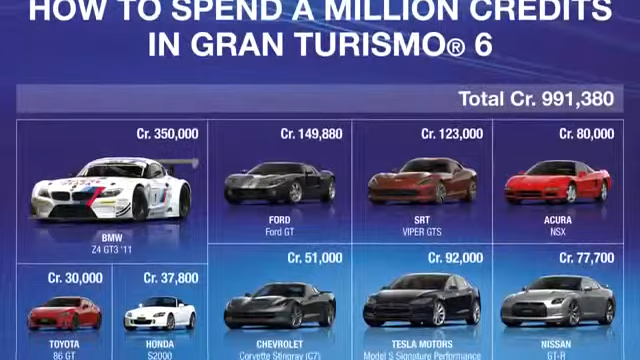 HOW TO SPEND A MILLION CREDITS
IN GRAN TURISMO® 6
Total Cr. 991,380
Cr. 350,000
BMW
Z4 GT3 '11
Cr. 149,880
FORD
Ford GT
Cr. 123,000
SRT
VIPER GTS
Cr. 80,000
ACURA
NSX
Cr. 30,000
TOYOTA
86 GT
Cr. 37,800
HONDA
S2000
Cr. 51,000
CHEVROLET
Corvette Stingray (C7)
Cr. 92,000
TESLA MOTORS
Model S Signature Performance
Cr. 77,700
NISSAN
GT-R